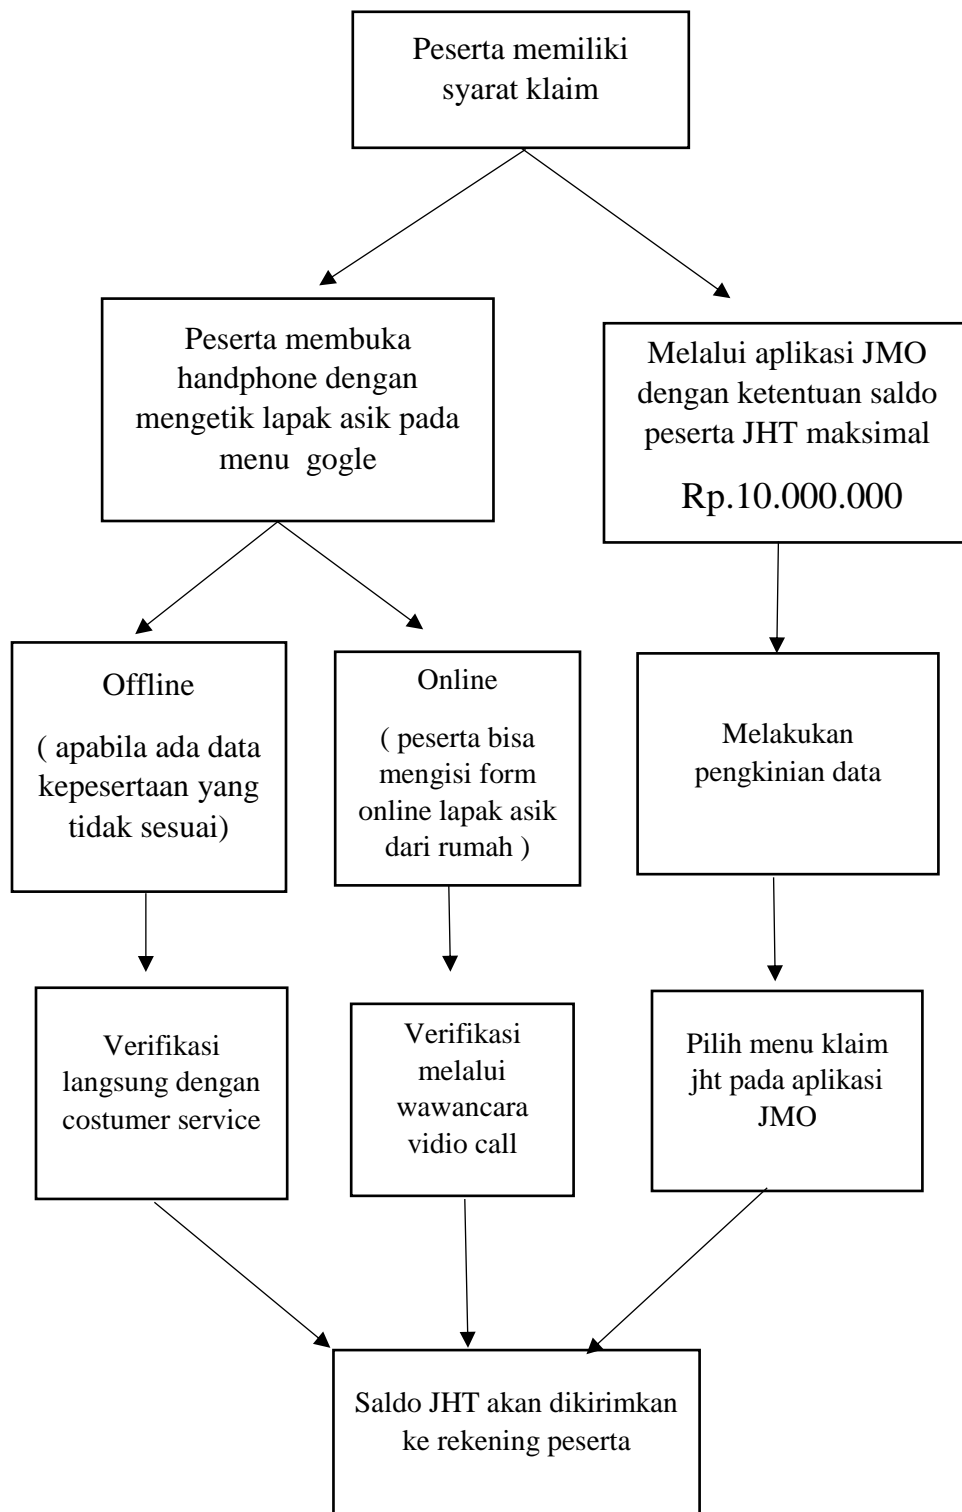 Peserta memiliki
syarat klaim
Peserta membuka
handphone dengan
mengetik lapak asik pada
menu gogle
Melalui aplikasi JMO
dengan ketentuan saldo
peserta JHT maksimal
Rp.10.000.000
Offline
( apabila ada data
kepesertaan yang
tidak sesuai)
Online
( peserta bisa
mengisi form
online lapak asik
dari rumah )
Melakukan
pengkinian data
Verifikasi
langsung dengan
costumer service
Verifikasi
melalui
wawancara
vidio call
Pilih menu klaim
jht pada aplikasi
JMO
Saldo JHT akan dikirimkan
ke rekening peserta